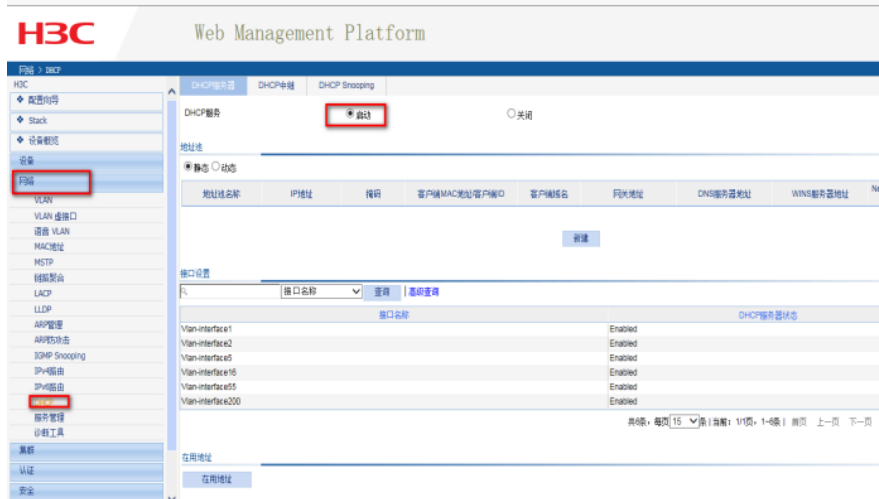 H3C Web Management Platform
网络 > DHCP
H3C
配置向导
Stack
设备概览
设备
网络
VLAN
VLAN 虚接口
语音 VLAN
MAC地址
MSTP
链路聚合
LACP
LLDP
ARP管理
ARP防攻击
IGMP Snooping
IPv4路由
IPv6路由
DHCP
服务管理
诊断工具
集群
认证
安全
DHCP服务器 DHCP中继 DHCP Snooping
DHCP服务 启动 关闭
地址池
静态 动态
地址池名称 IP地址 掩码 客户端MAC地址/客户端ID 客户端域名 网关地址 DNS服务器地址 WINS服务器地址 Ne
新建
接口设置
接口名称 查询 | 高级查询
接口名称 DHCP服务器状态
Vlan-interface1 Enabled
Vlan-interface2 Enabled
Vlan-interface5 Enabled
Vlan-interface16 Enabled
Vlan-interface55 Enabled
Vlan-interface200 Enabled
共6条，每页 15 条 | 当前：1/1页，1~6条 | 首页 上一页 下一页
在用地址
在用地址